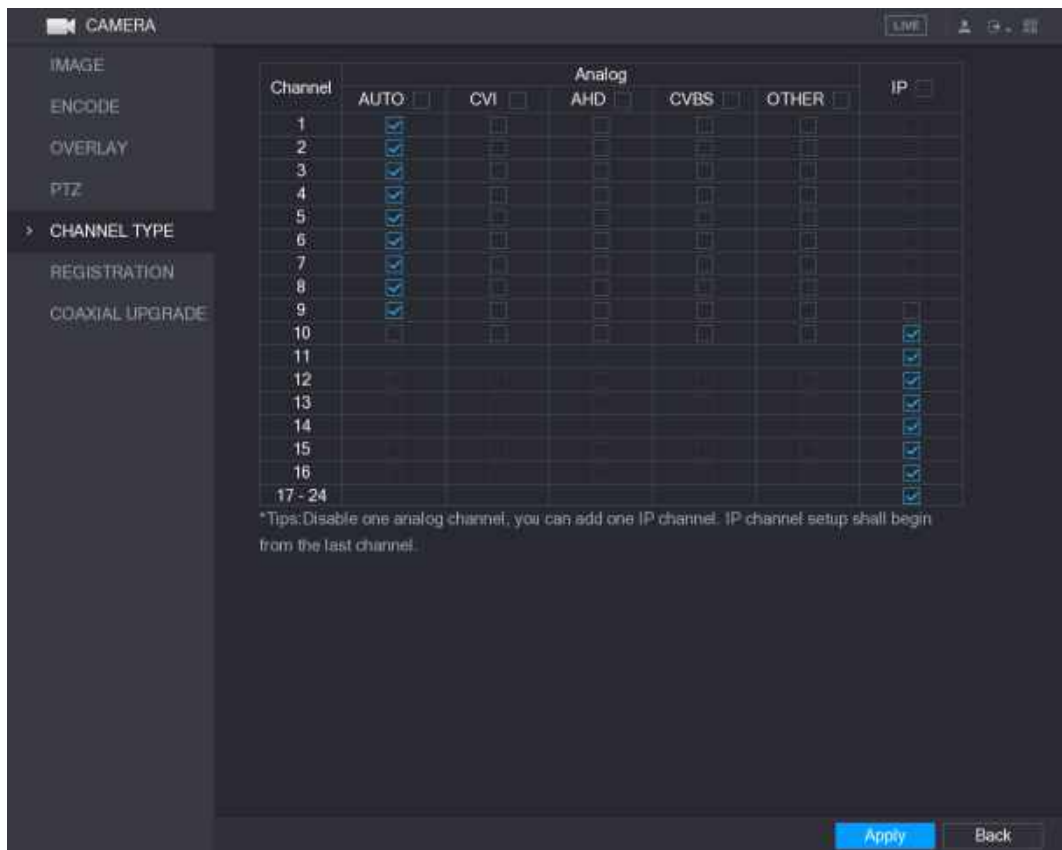 CAMERA
LIVE
IMAGE
ENCODE
OVERLAY
PTZ
CHANNEL TYPE
REGISTRATION
COAXIAL UPGRADE
Channel Analog IP
AUTO CVI AHD CVBS OTHER
1
2
3
4
5
6
7
8
9
10
11
12
13
14
15
16
17 - 24
*Tips:Disable one analog channel, you can add one IP channel. IP channel setup shall begin
from the last channel.
Apply Back